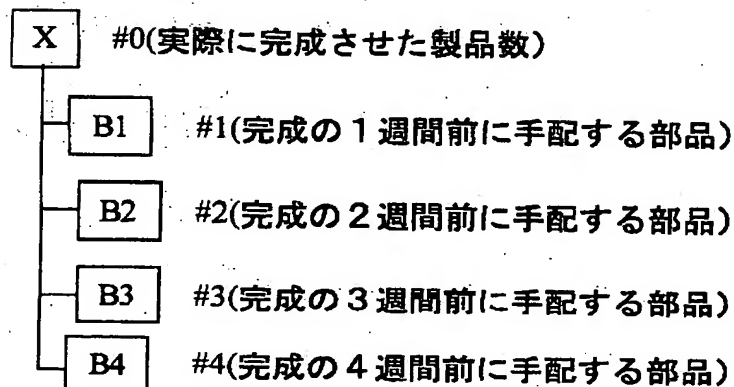 X #0(実際に完成させた製品数)
B1 #1(完成の1週間前に手配する部品)
B2 #2(完成の2週間前に手配する部品)
B3 #3(完成の3週間前に手配する部品)
B4 #4(完成の4週間前に手配する部品)